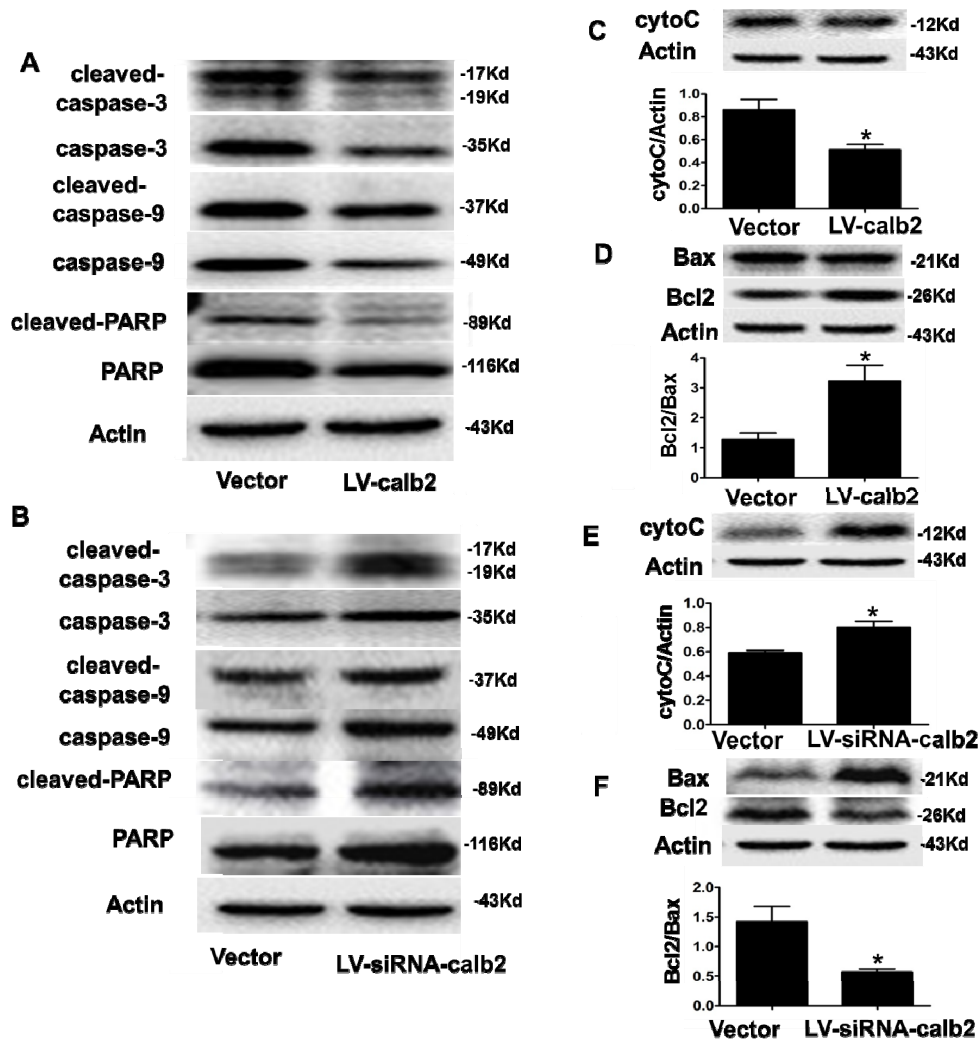 A
cleaved-
caspase-3
-17Kd
-19Kd
caspase-3
-35Kd
cleaved-
caspase-9
-37Kd
caspase-9
-49Kd
cleaved-PARP
-89Kd
PARP
-116Kd
Actin
-43Kd
Vector LV-calb2
B
cleaved-
caspase-3
-17Kd
-19Kd
caspase-3
-35Kd
cleaved-
caspase-9
-37Kd
caspase-9
-49Kd
cleaved-PARP
-89Kd
PARP
-116Kd
Actin
-43Kd
Vector LV-siRNA-calb2
C
cytoC
-12Kd
Actin
-43Kd
cytoC/Actin
1.0
0.8
0.6
0.4
0.2
0.0
*
Vector LV-calb2
D
Bax
-21Kd
Bcl2
-26Kd
Actin
-43Kd
Bcl2/Bax
4
3
2
1
0
*
Vector LV-calb2
E
cytoC
-12Kd
Actin
-43Kd
cytoC/Actin
1.0
0.8
0.6
0.4
0.2
0.0
*
Vector LV-siRNA-calb2
F
Bax
-21Kd
Bcl2
-26Kd
Actin
-43Kd
Bcl2/Bax
2.0
1.5
1.0
0.5
0.0
*
Vector LV-siRNA-calb2